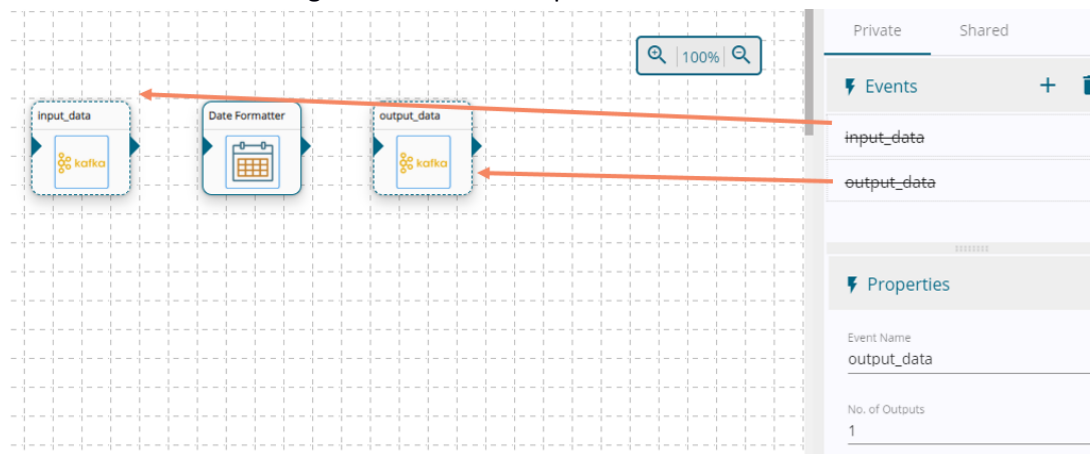 Private Shared
100%
Events +
input_data
Date Formatter
output_data
kafka
kafka
input_data
output_data
Properties
Event Name
output_data
No. of Outputs
1